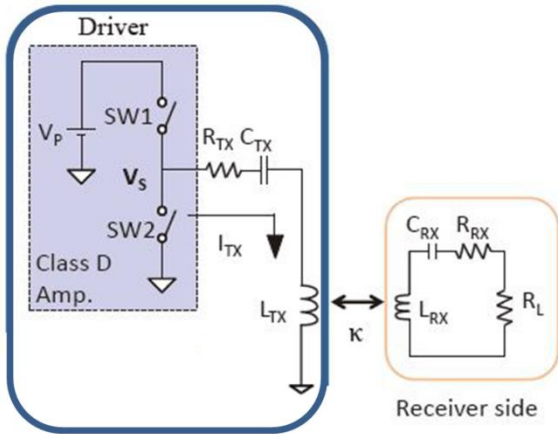 Driver
V_P
SW1
R_TX C_TX
V_S
SW2
I_TX
Class D
Amp.
L_TX
κ
C_RX R_RX
L_RX
R_L
Receiver side